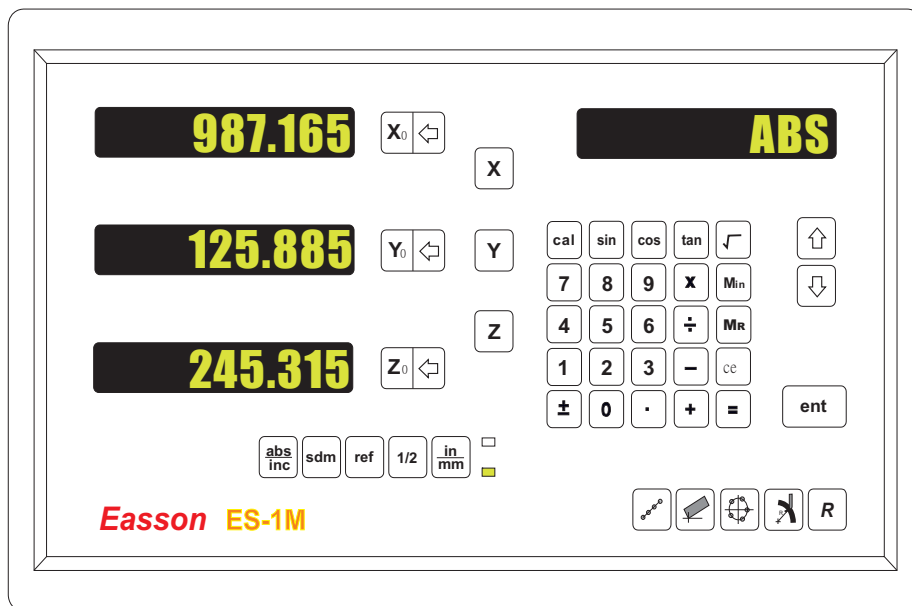 987.165 X0 ABS
X
125.885 Y0 Y
cal sin cos tan √
7 8 9 x Min
Z
4 5 6 ÷ MR
245.315 Z0
1 2 3 − ce
± 0 · + =
ent
abs/inc sdm ref 1/2 in/mm
Easson ES-1M
R R